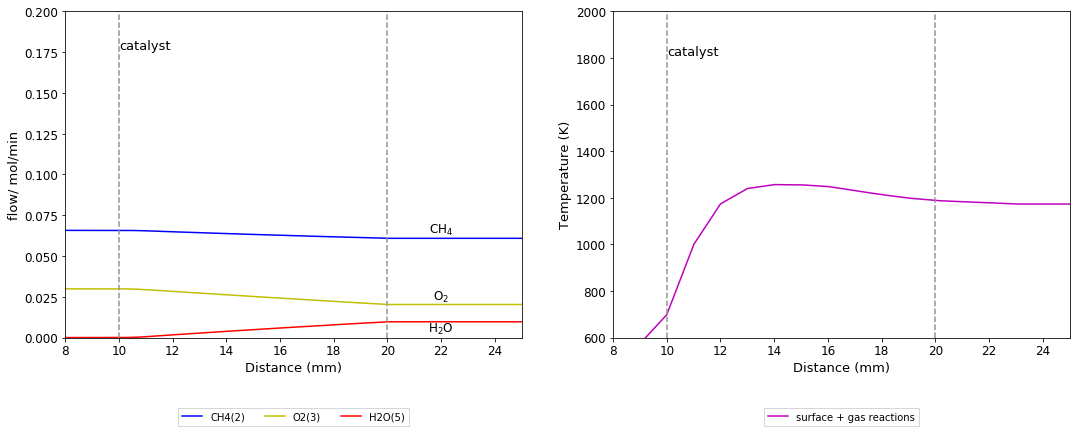 0.200
0.175
0.150
0.125
0.100
0.075
0.050
0.025
0.000
flow/ mol/min
catalyst
CH₄
O₂
H₂O
8 10 12 14 16 18 20 22 24
Distance (mm)
CH4(2) O2(3) H2O(5)
2000
1800
1600
1400
1200
1000
800
600
Temperature (K)
catalyst
8 10 12 14 16 18 20 22 24
Distance (mm)
surface + gas reactions